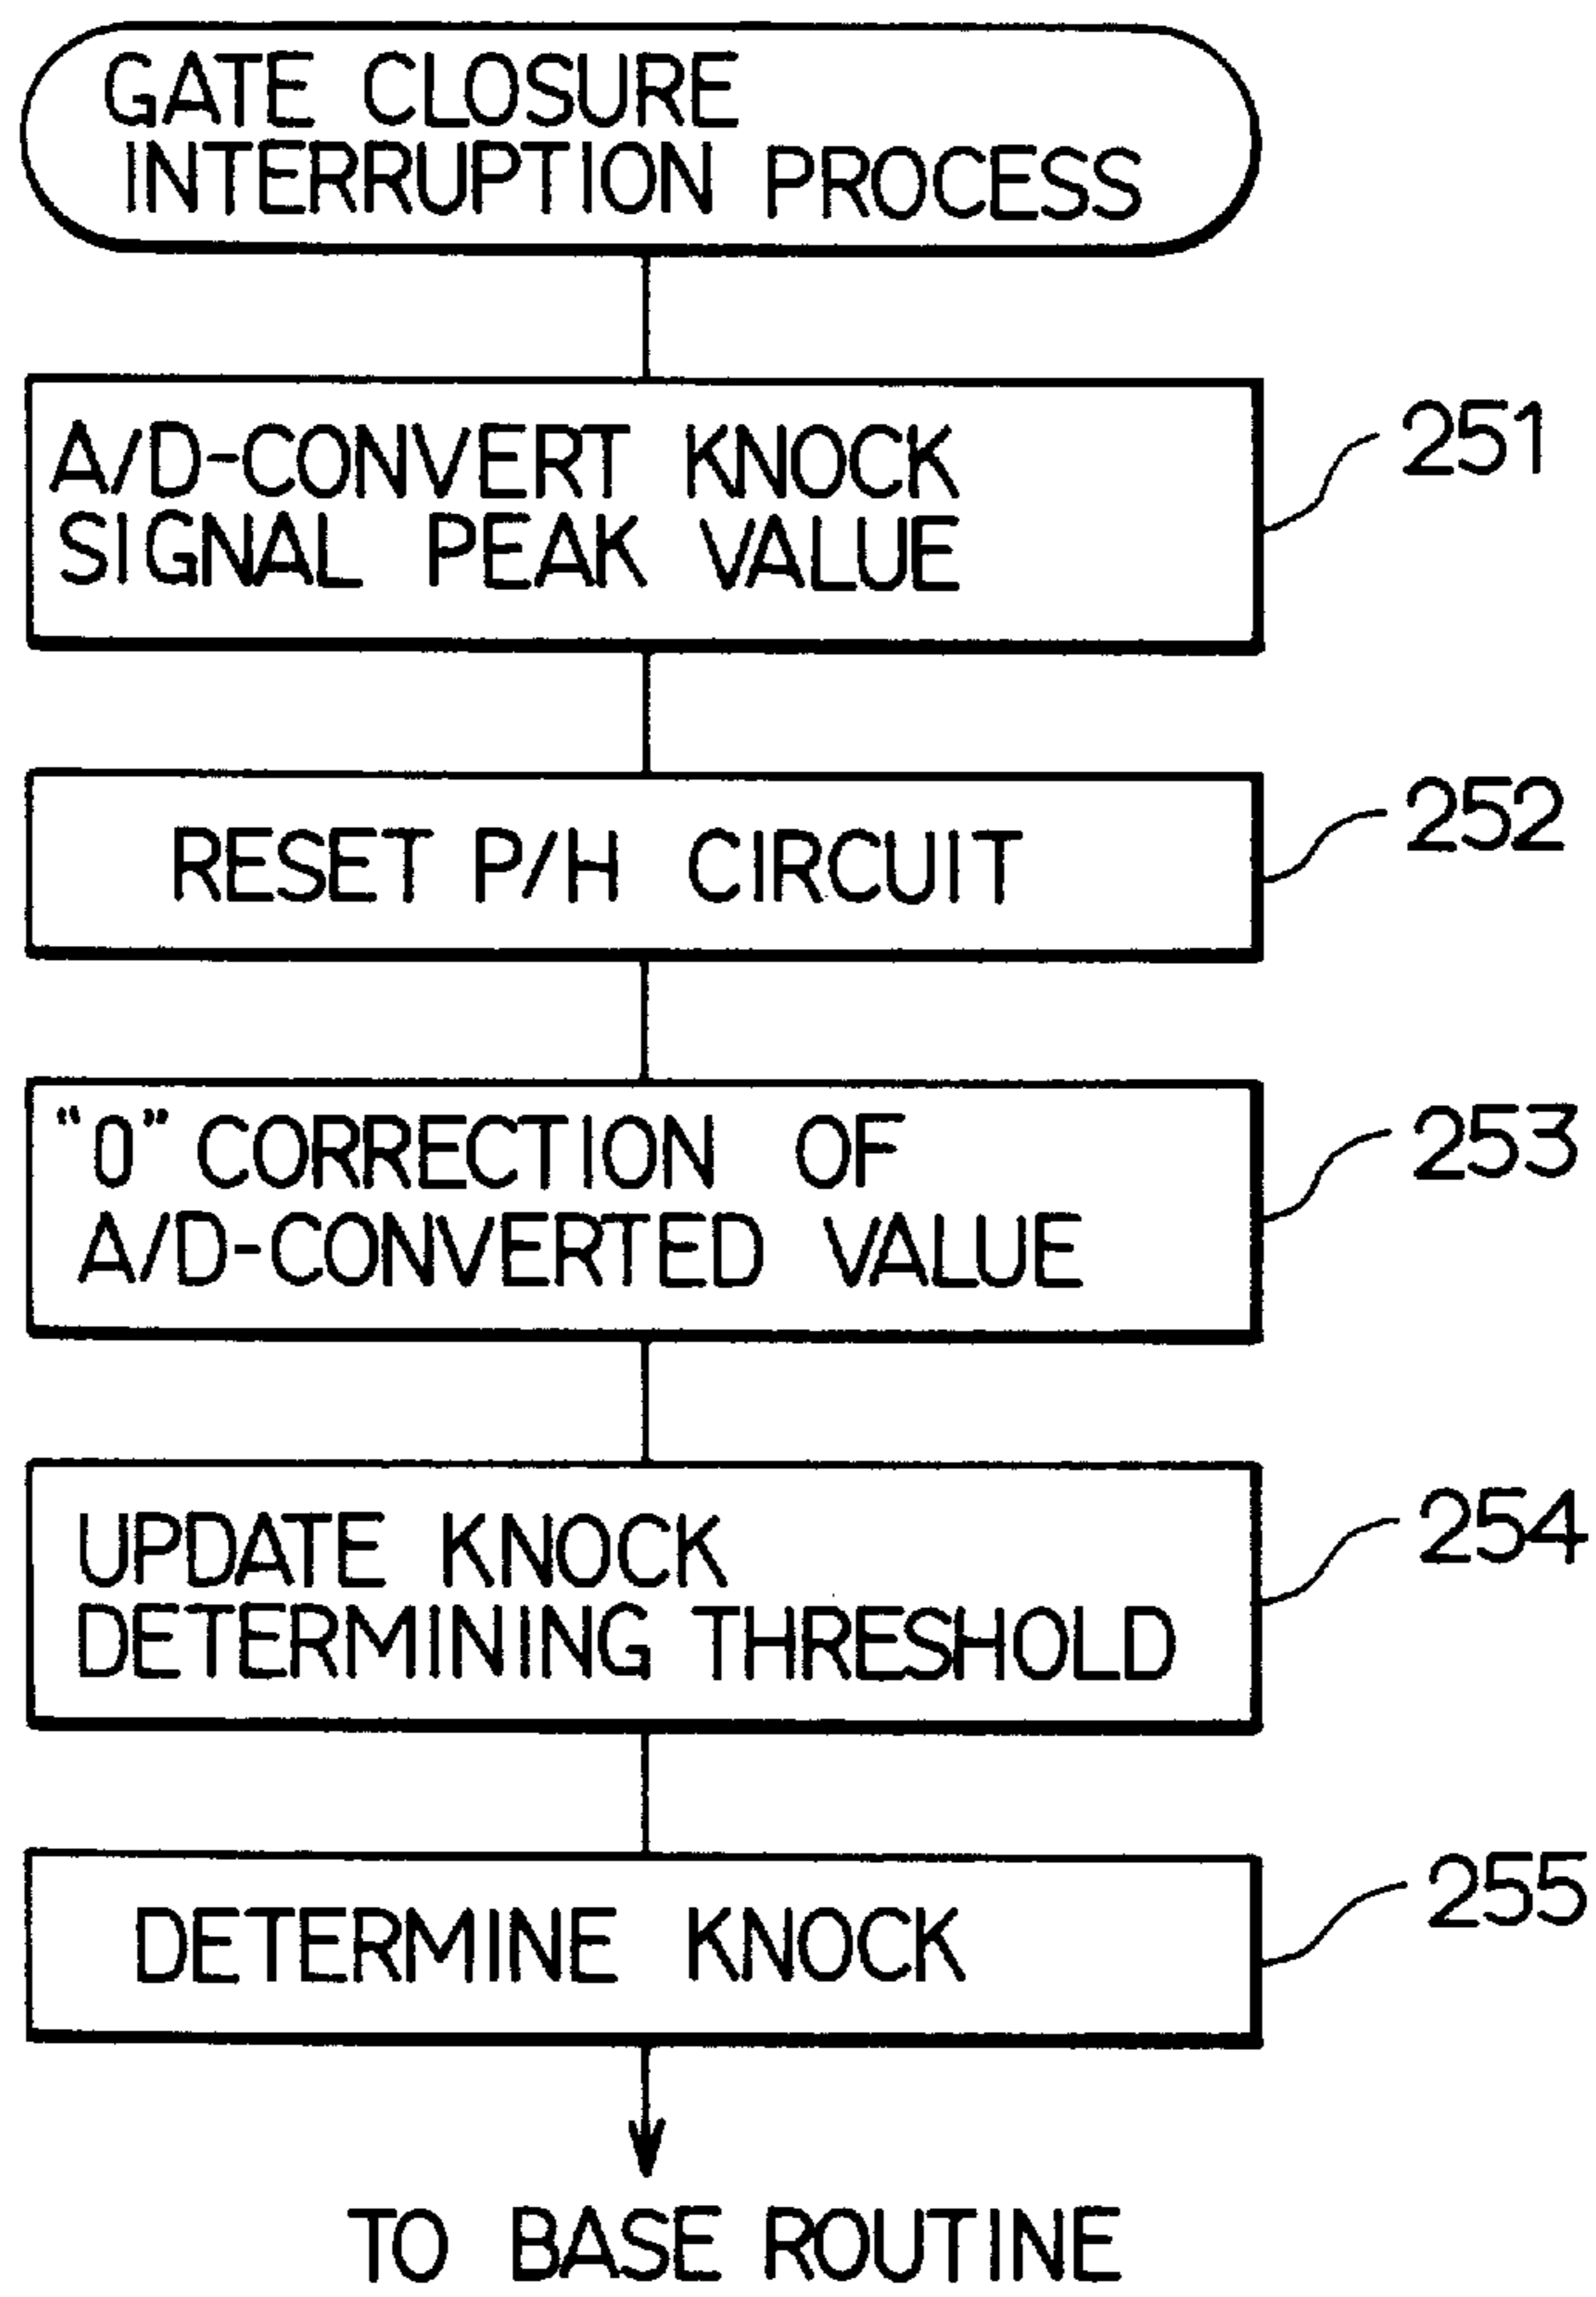 GATE CLOSURE
INTERRUPTION PROCESS
A/D-CONVERT KNOCK
SIGNAL PEAK VALUE
251
RESET P/H CIRCUIT
252
“0” CORRECTION OF
A/D-CONVERTED VALUE
253
UPDATE KNOCK
DETERMINING THRESHOLD
254
DETERMINE KNOCK
255
TO BASE ROUTINE